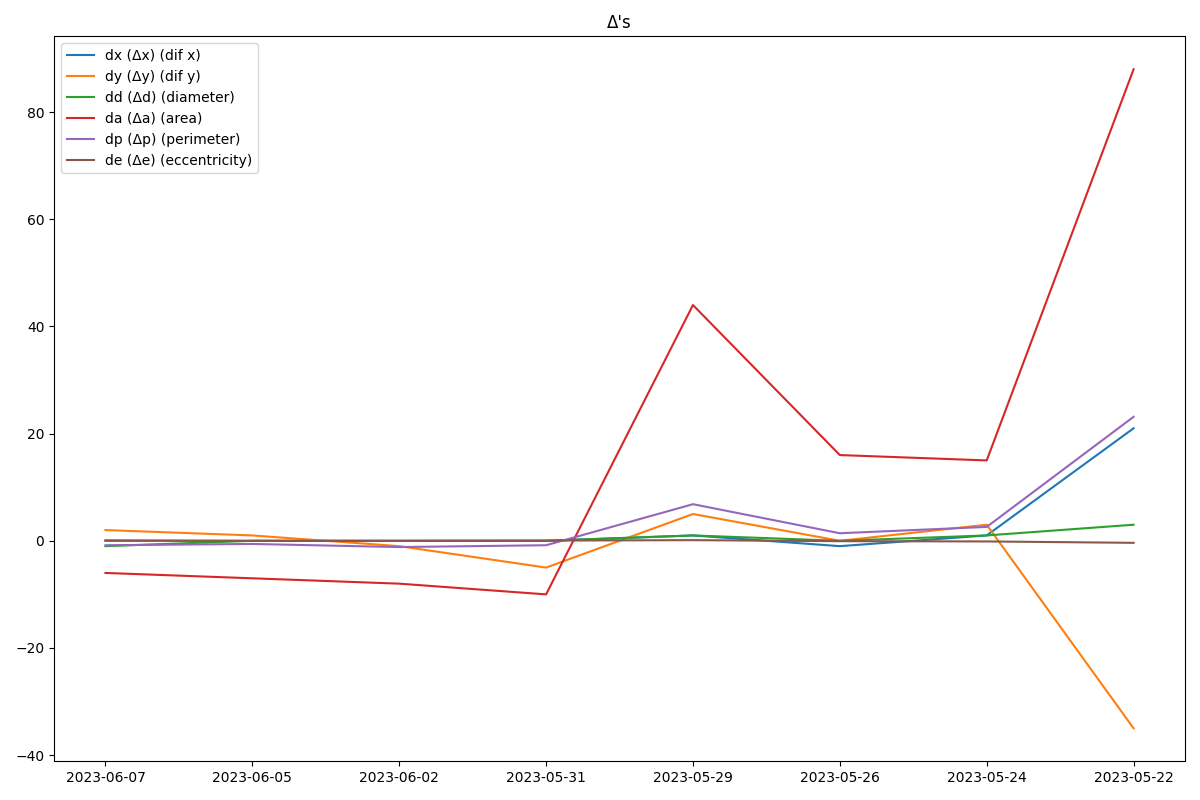 Δ's
dx (Δx) (dif x)
dy (Δy) (dif y)
dd (Δd) (diameter)
da (Δa) (area)
dp (Δp) (perimeter)
de (Δe) (eccentricity)
80
60
40
20
0
−20
−40
2023-06-07 2023-06-05 2023-06-02 2023-05-31 2023-05-29 2023-05-26 2023-05-24 2023-05-22